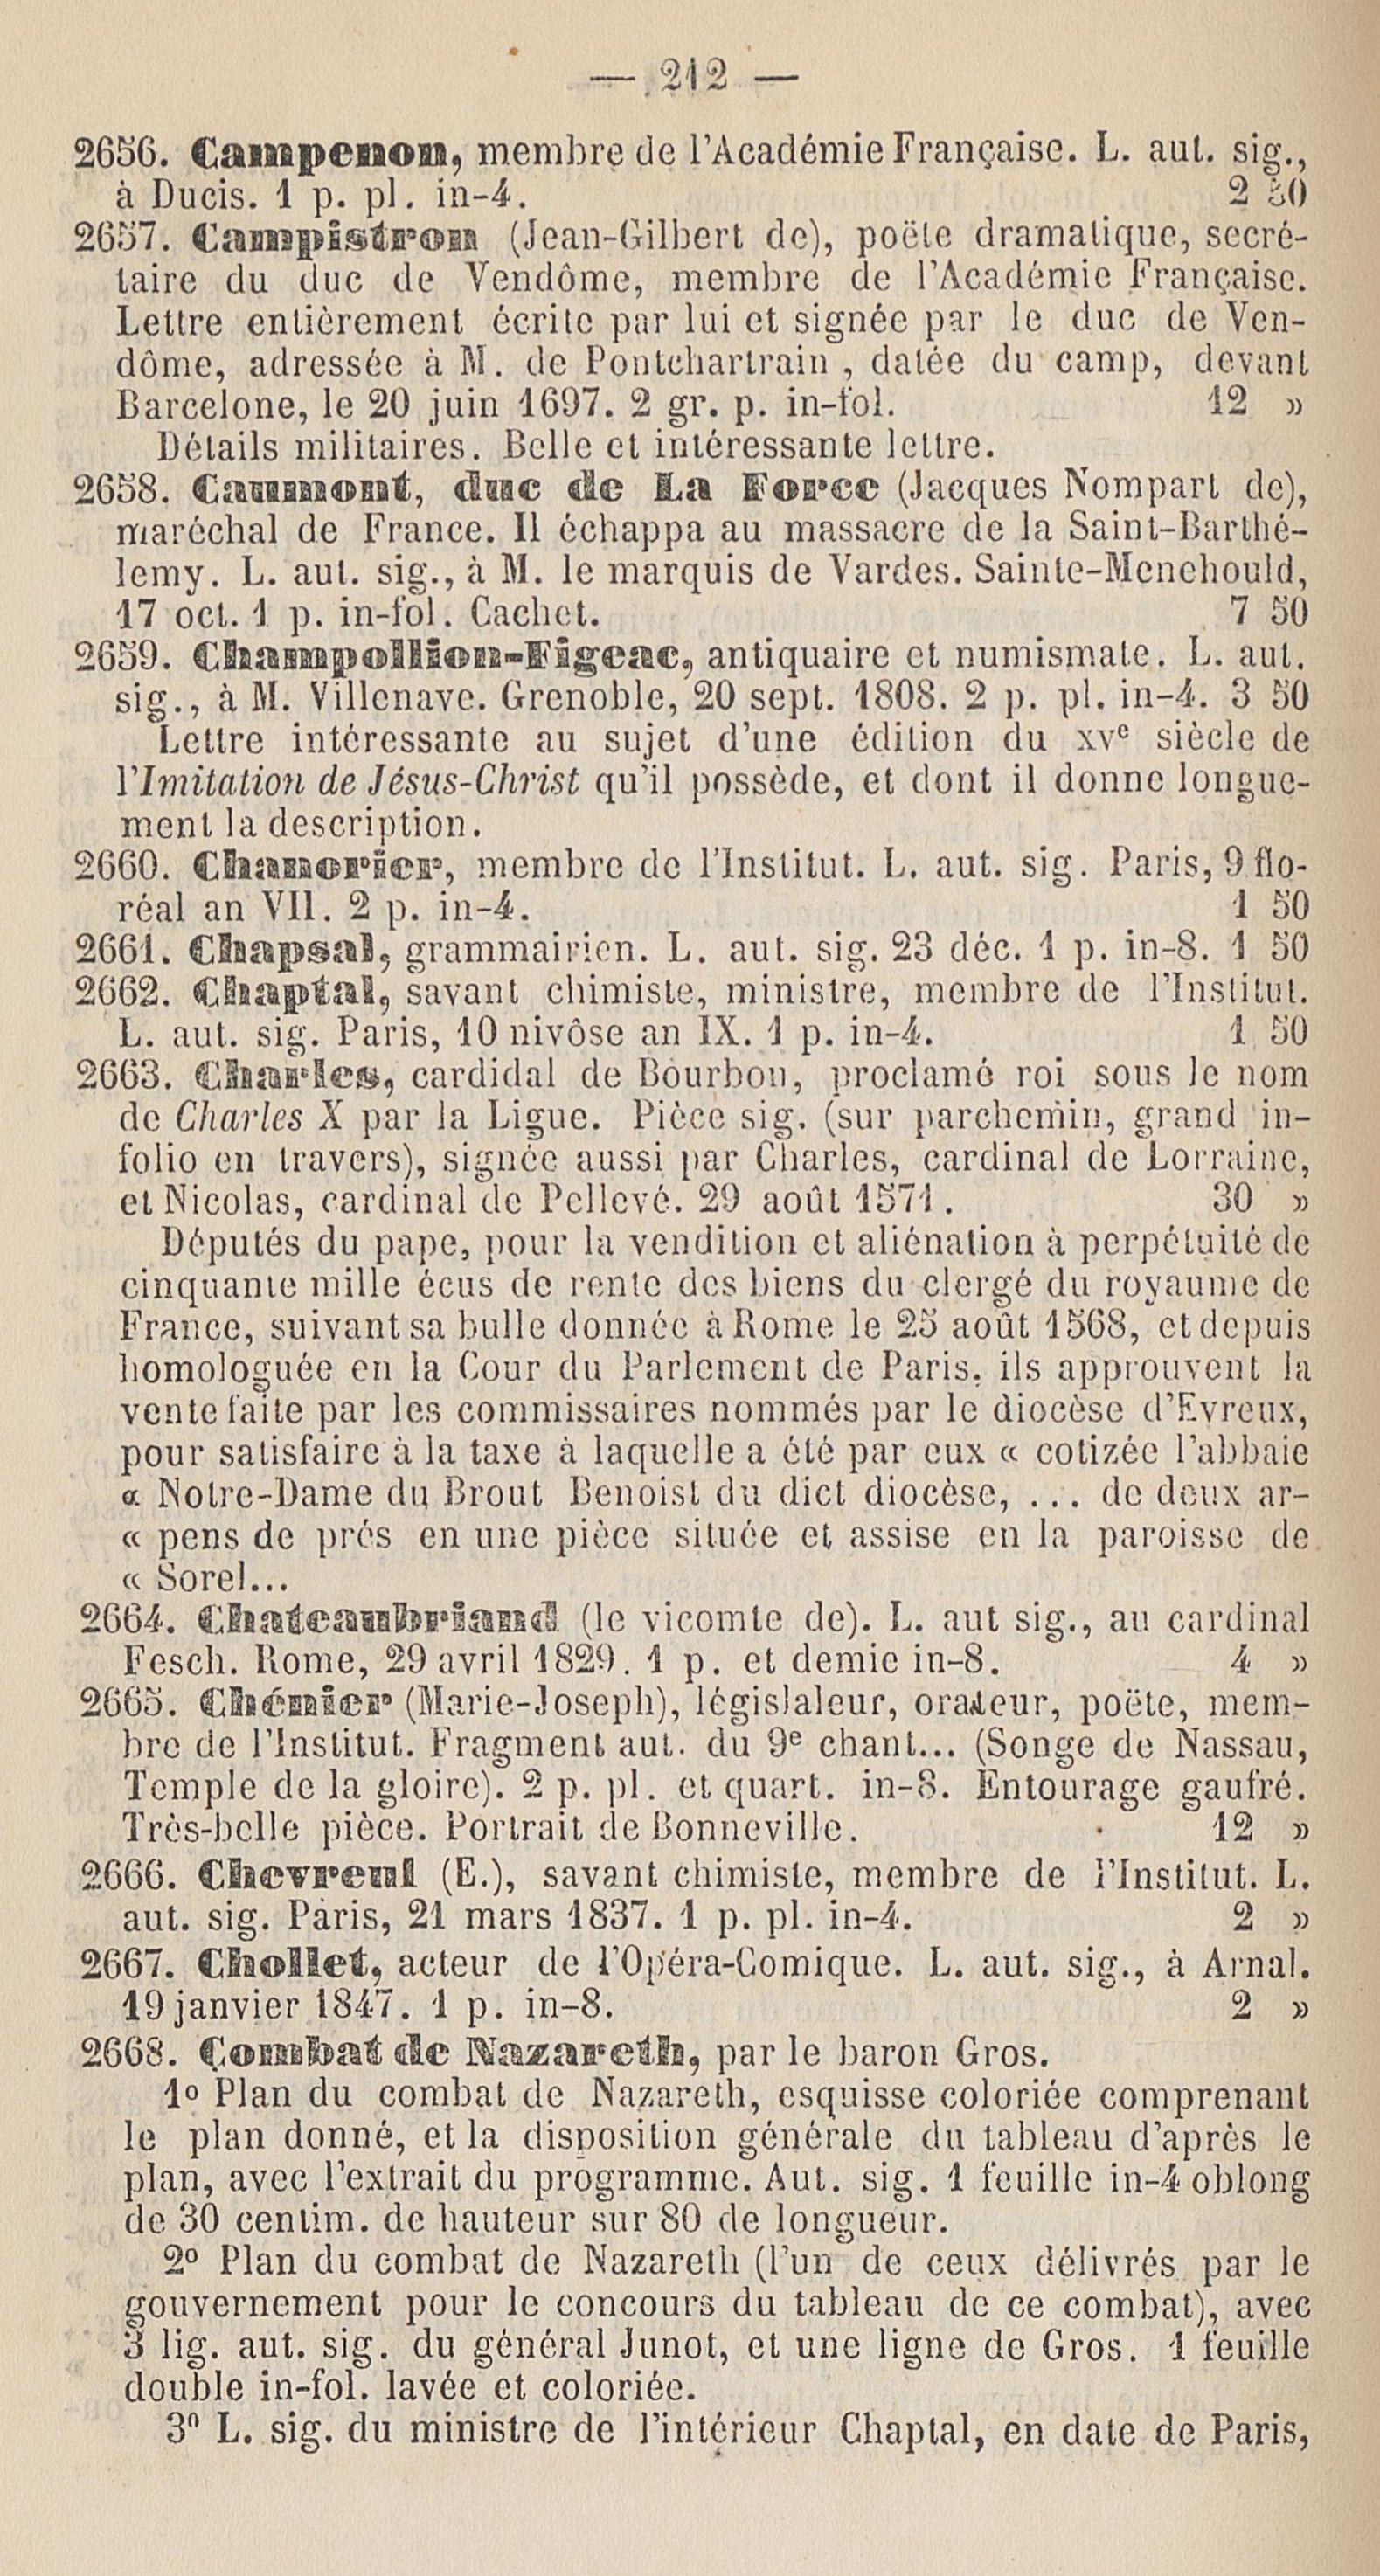 — 212 —
2656. Campenon, membre de l'Académie Française. L. aut. sig.,
à Ducis. 1 p. pl. in-4. 2 50
2657. Campistron (Jean-Gilbert de), poëte dramatique, secré-
taire du duc de Vendôme, membre de l'Académie Française.
Lettre entièrement écrite par lui et signée par le duc de Ven-
dôme, adressée à M. de Pontchartrain, datée du camp, devant
Barcelone, le 20 juin 1697. 2 gr. p. in-fol. 12 »
Détails militaires. Belle et intéressante lettre.
2658. Caumont, duc de La Force (Jacques Nompart de),
maréchal de France. Il échappa au massacre de la Saint-Barthé-
lemy. L. aut. sig., à M. le marquis de Vardes. Sainte-Menehould,
17 oct. 1 p. in-fol. Cachet. 7 50
2659. Champollion-Figeac, antiquaire et numismate. L. aut.
sig., à M. Villenave. Grenoble, 20 sept. 1808. 2 p. pl. in-4. 3 50
Lettre intéressante au sujet d'une édition du xve siècle de
l'Imitation de Jésus-Christ qu'il possède, et dont il donne longue-
ment la description.
2660. Chanorier, membre de l'Institut. L. aut. sig. Paris, 9 flo-
réal an VII. 2 p. in-4. 1 50
2661. Chapsal, grammairien. L. aut. sig. 23 déc. 1 p. in-8. 1 50
2662. Chaptal, savant chimiste, ministre, membre de l'Institut.
L. aut. sig. Paris, 10 nivôse an IX. 1 p. in-4. 1 50
2663. Charles, cardidal de Bourbon, proclamé roi sous le nom
de Charles X par la Ligue. Pièce sig. (sur parchemin, grand in-
folio en travers), signée aussi par Charles, cardinal de Lorraine,
et Nicolas, cardinal de Pellevé. 29 août 1571. 30 »
Députés du pape, pour la vendition et aliénation à perpétuité de
cinquante mille écus de rente des biens du clergé du royaume de
France, suivant sa bulle donnée à Rome le 25 août 1568, et depuis
homologuée en la Cour du Parlement de Paris, ils approuvent la
vente faite par les commissaires nommés par le diocèse d'Evreux,
pour satisfaire à la taxe à laquelle a été par eux « cotizée l'abbaie
« Notre-Dame du Brout Benoist du dict diocèse, ... de deux ar-
« pens de prés en une pièce située et assise en la paroisse de
« Sorel...
2664. Chateaubriand (le vicomte de). L. aut sig., au cardinal
Fesch. Rome, 29 avril 1829. 1 p. et demie in-8. 4 »
2665. Chénier (Marie-Joseph), législateur, orateur, poëte, mem-
bre de l'Institut. Fragment aut. du 9e chant... (Songe de Nassau,
Temple de la gloire). 2 p. pl. et quart. in-8. Entourage gaufré.
Très-belle pièce. Portrait de Bonneville. 12 »
2666. Chevreul (E.), savant chimiste, membre de l'Institut. L.
aut. sig. Paris, 21 mars 1837. 1 p. pl. in-4. 2 »
2667. Chollet, acteur de l'Opéra-Comique. L. aut. sig., à Arnal.
19 janvier 1847. 1 p. in-8. 2 »
2668. Combat de Nazareth, par le baron Gros.
1o Plan du combat de Nazareth, esquisse coloriée comprenant
le plan donné, et la disposition générale du tableau d'après le
plan, avec l'extrait du programme. Aut. sig. 1 feuille in-4 oblong
de 30 centim. de hauteur sur 80 de longueur.
2o Plan du combat de Nazareth (l'un de ceux délivrés par le
gouvernement pour le concours du tableau de ce combat), avec
3 lig. aut. sig. du général Junot, et une ligne de Gros. 1 feuille
double in-fol. lavée et coloriée.
3o L. sig. du ministre de l'intérieur Chaptal, en date de Paris,